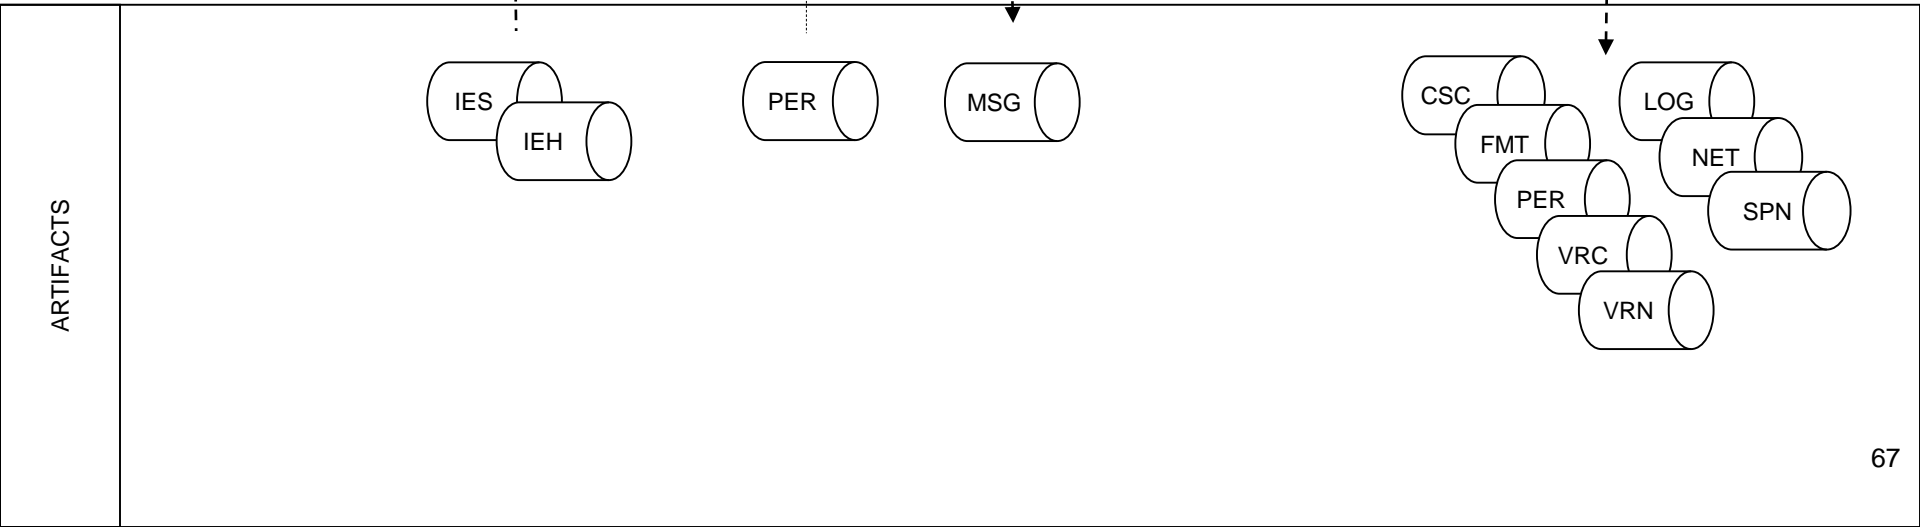 ARTIFACTS
IES
IEH
PER
MSG
CSC
FMT
PER
VRC
VRN
LOG
NET
SPN
67